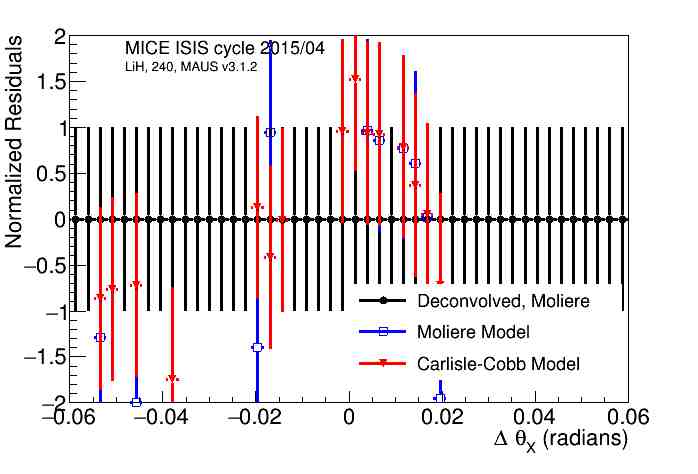 MICE ISIS cycle 2015/04
LiH, 240, MAUS v3.1.2
Normalized Residuals
2
1.5
1
0.5
0
−0.5
−1
−1.5
−2
Deconvolved, Moliere
Moliere Model
Carlisle-Cobb Model
−0.06 −0.04 −0.02 0 0.02 0.04 0.06
Δ θX (radians)